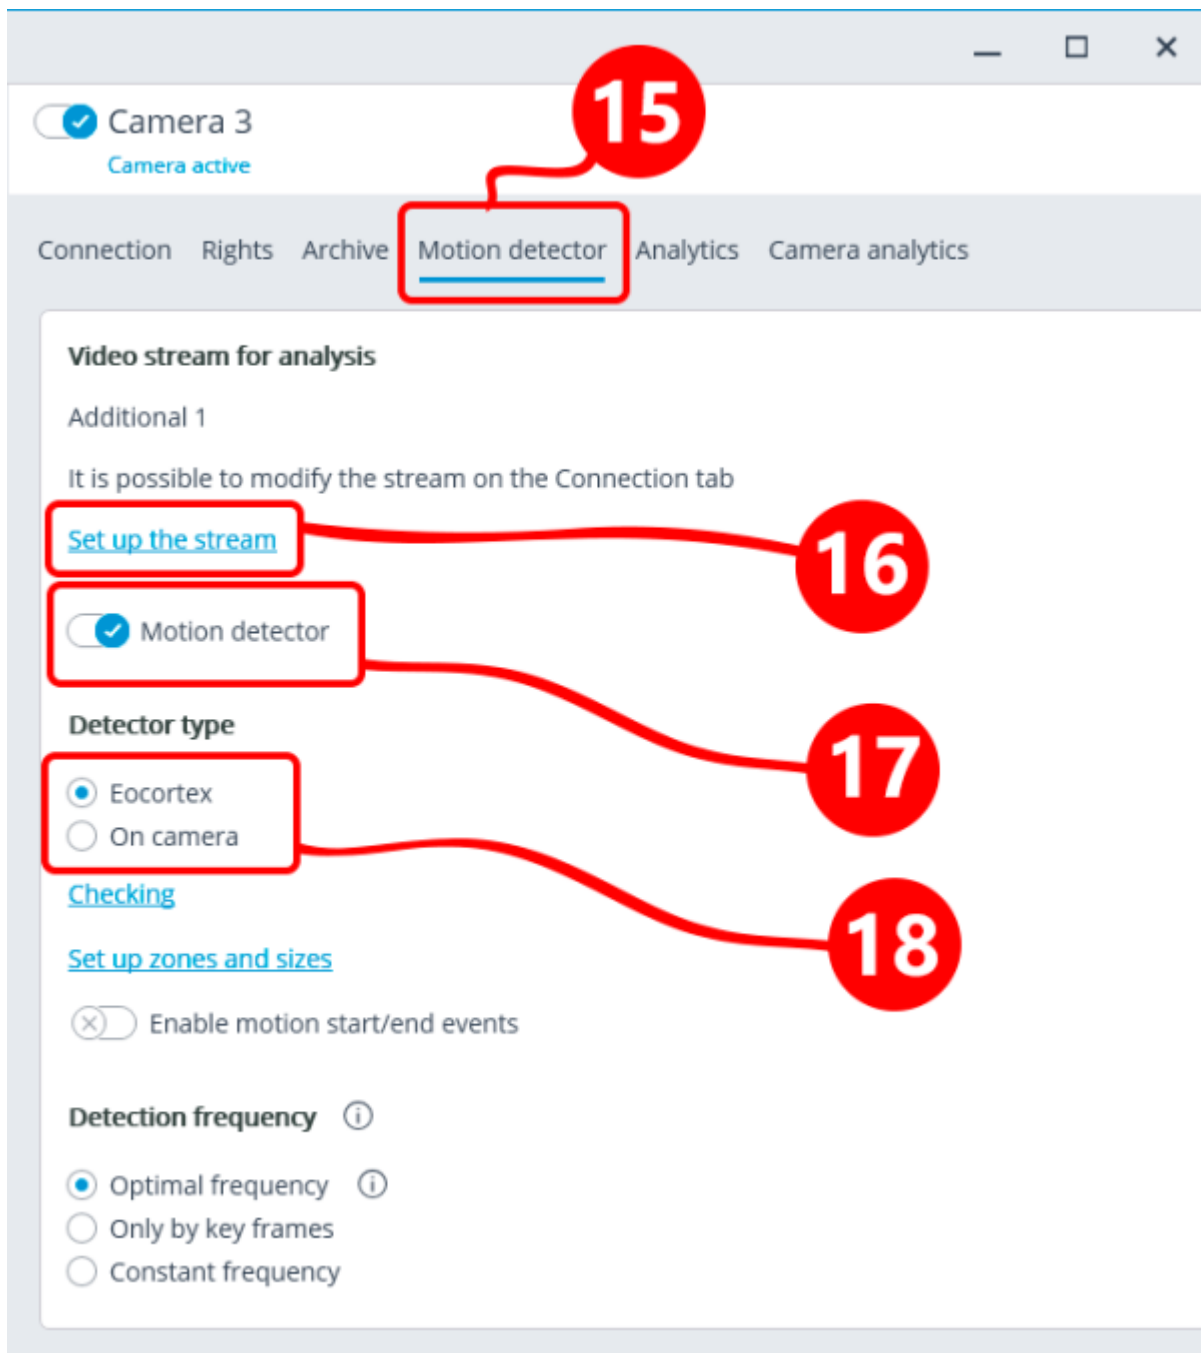 15
Camera 3
Camera active
Connection Rights Archive Motion detector Analytics Camera analytics
Video stream for analysis
Additional 1
It is possible to modify the stream on the Connection tab
Set up the stream
16
Motion detector
Detector type
17
Eocortex
On camera
Checking
18
Set up zones and sizes
Enable motion start/end events
Detection frequency
Optimal frequency
Only by key frames
Constant frequency